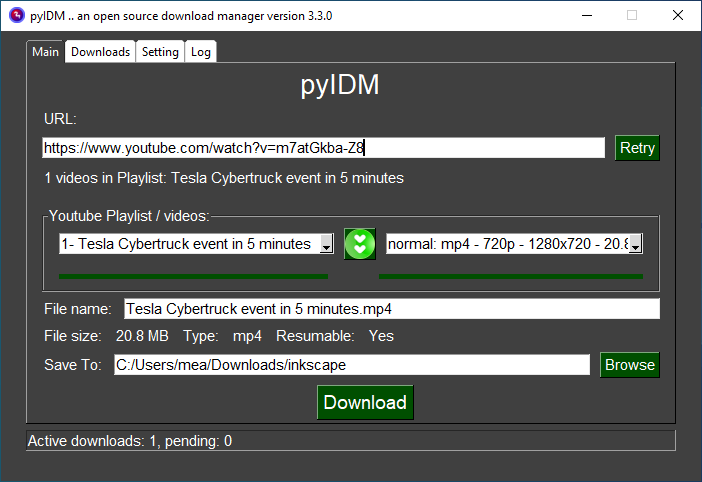 pyIDM .. an open source download manager version 3.3.0
Main Downloads Setting Log
pyIDM
URL:
https://www.youtube.com/watch?v=m7atGkba-Z8
Retry
1 videos in Playlist: Tesla Cybertruck event in 5 minutes
Youtube Playlist / videos:
1- Tesla Cybertruck event in 5 minutes
normal: mp4 - 720p - 1280x720 - 20.8
File name: Tesla Cybertruck event in 5 minutes.mp4
File size: 20.8 MB Type: mp4 Resumable: Yes
Save To: C:/Users/mea/Downloads/inkscape Browse
Download
Active downloads: 1, pending: 0